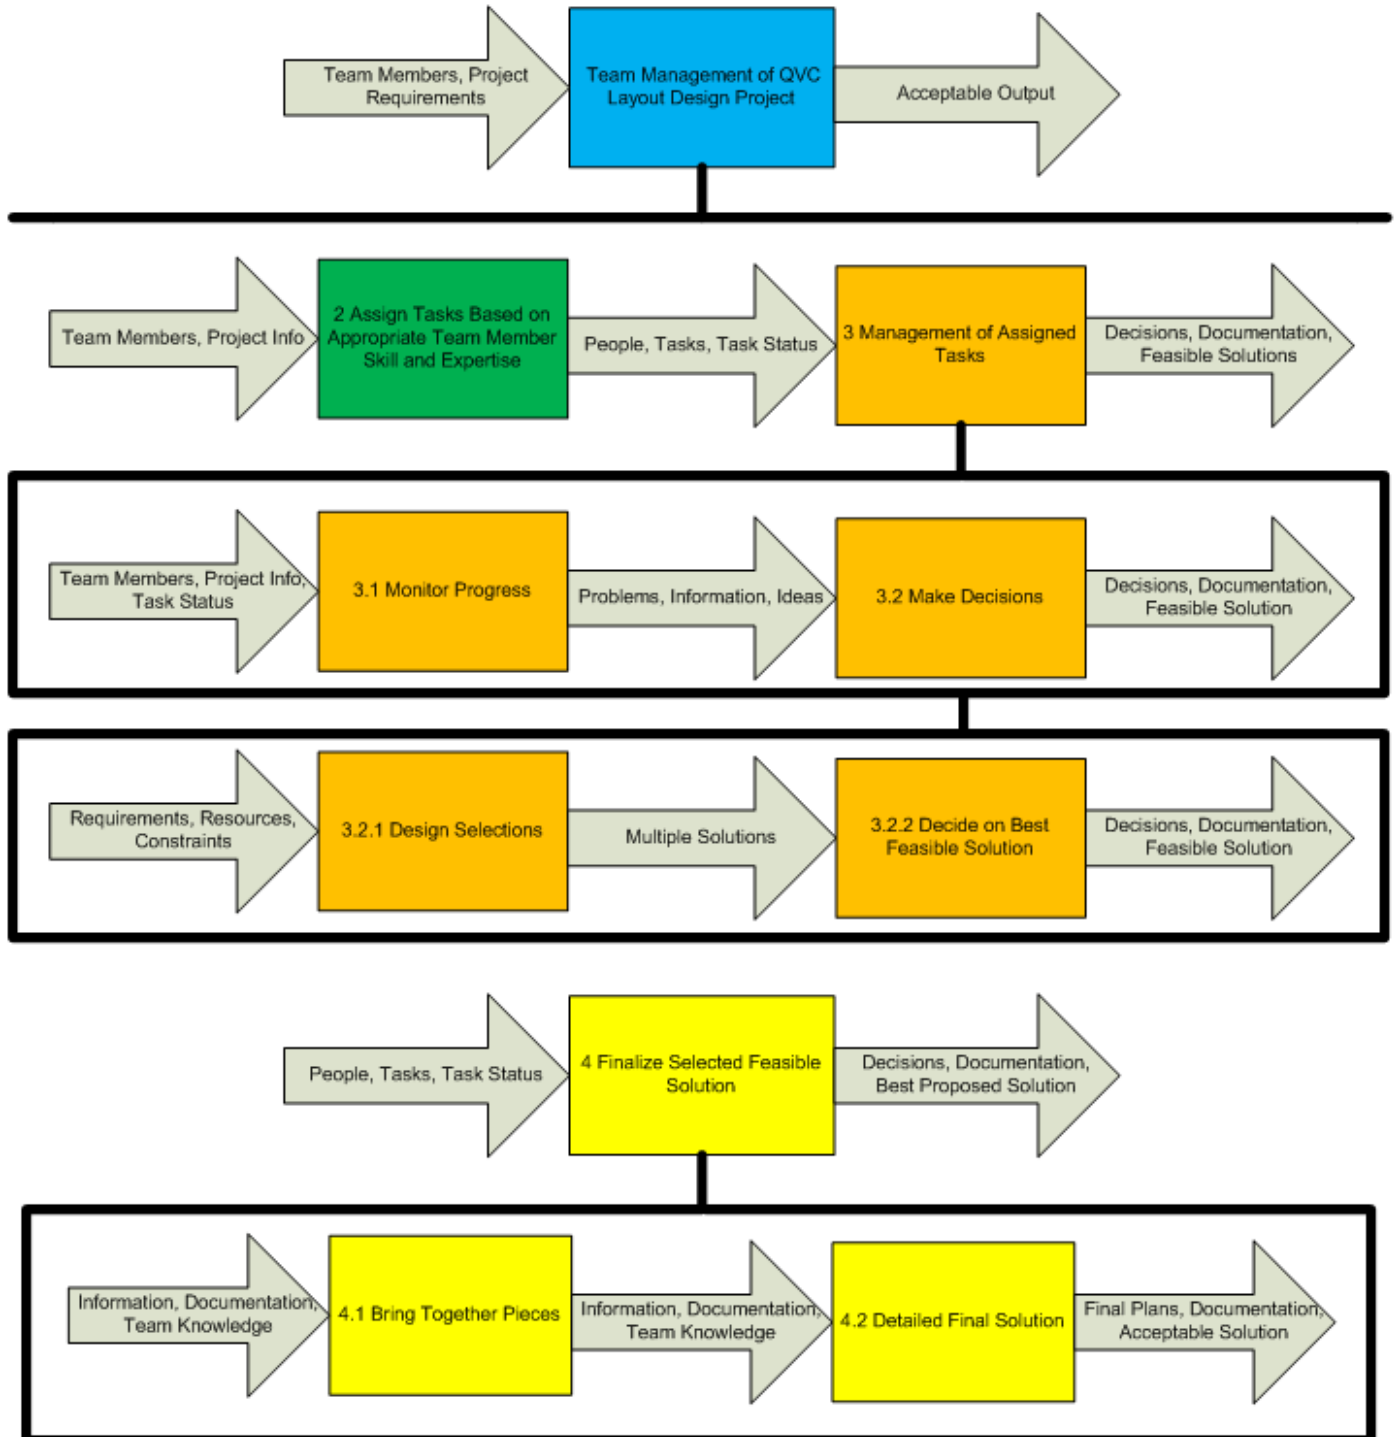 Team Members, Project
Requirements
Team Management of QVC
Layout Design Project
Acceptable Output
Team Members, Project Info
2 Assign Tasks Based on
Appropriate Team Member
Skill and Expertise
People, Tasks, Task Status
3 Management of Assigned
Tasks
Decisions, Documentation,
Feasible Solutions
Team Members, Project Info,
Task Status
3.1 Monitor Progress
Problems, Information, Ideas
3.2 Make Decisions
Decisions, Documentation,
Feasible Solution
Requirements, Resources,
Constraints
3.2.1 Design Selections
Multiple Solutions
3.2.2 Decide on Best
Feasible Solution
Decisions, Documentation,
Feasible Solution
People, Tasks, Task Status
4 Finalize Selected Feasible
Solution
Decisions, Documentation,
Best Proposed Solution
Information, Documentation,
Team Knowledge
4.1 Bring Together Pieces
Information, Documentation,
Team Knowledge
4.2 Detailed Final Solution
Final Plans, Documentation,
Acceptable Solution